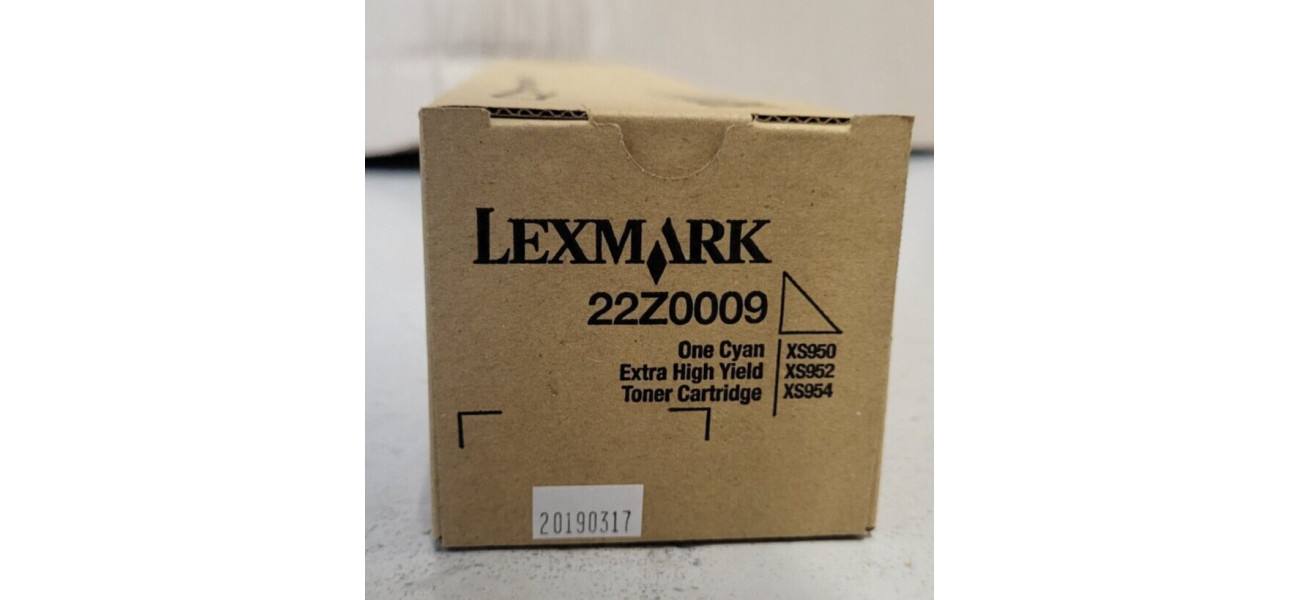 LEXMARK
22Z0009
One Cyan
Extra High Yield
Toner Cartridge
XS950
XS952
XS954
20190317